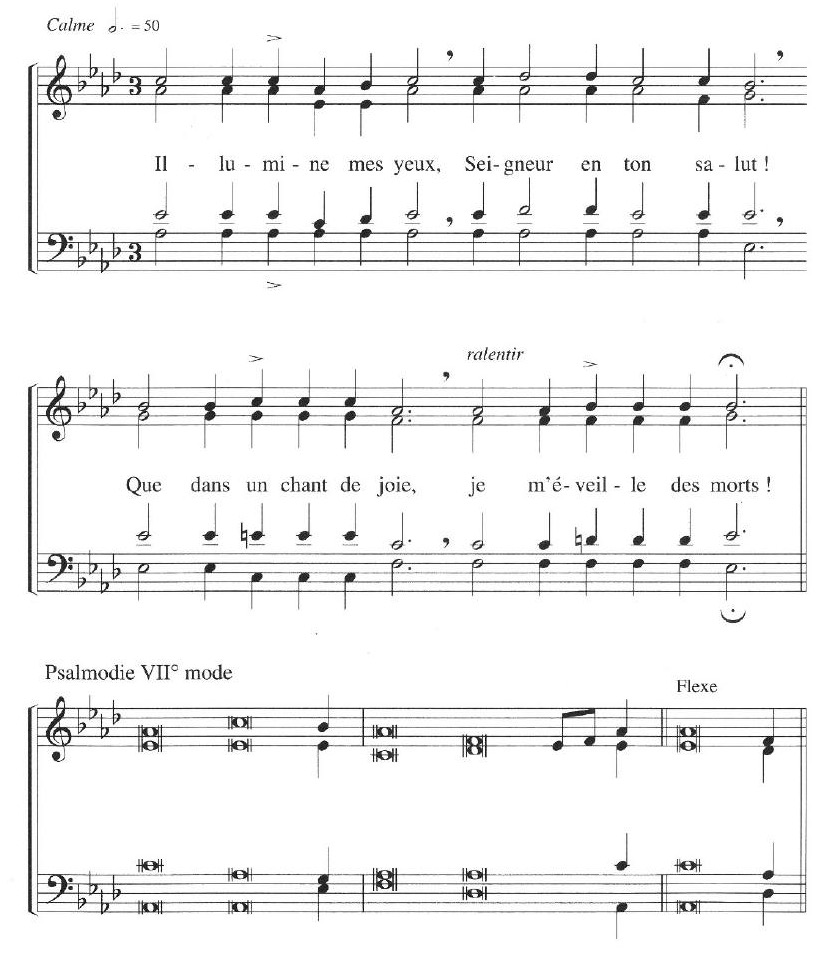 Calme 𝅗𝅥. = 50
Il - lu - mi - ne mes yeux, Sei - gneur en ton sa - lut !
ralentir
Que dans un chant de joie, je m'é - veil - le des morts !
Psalmodie VII° mode
Flexe